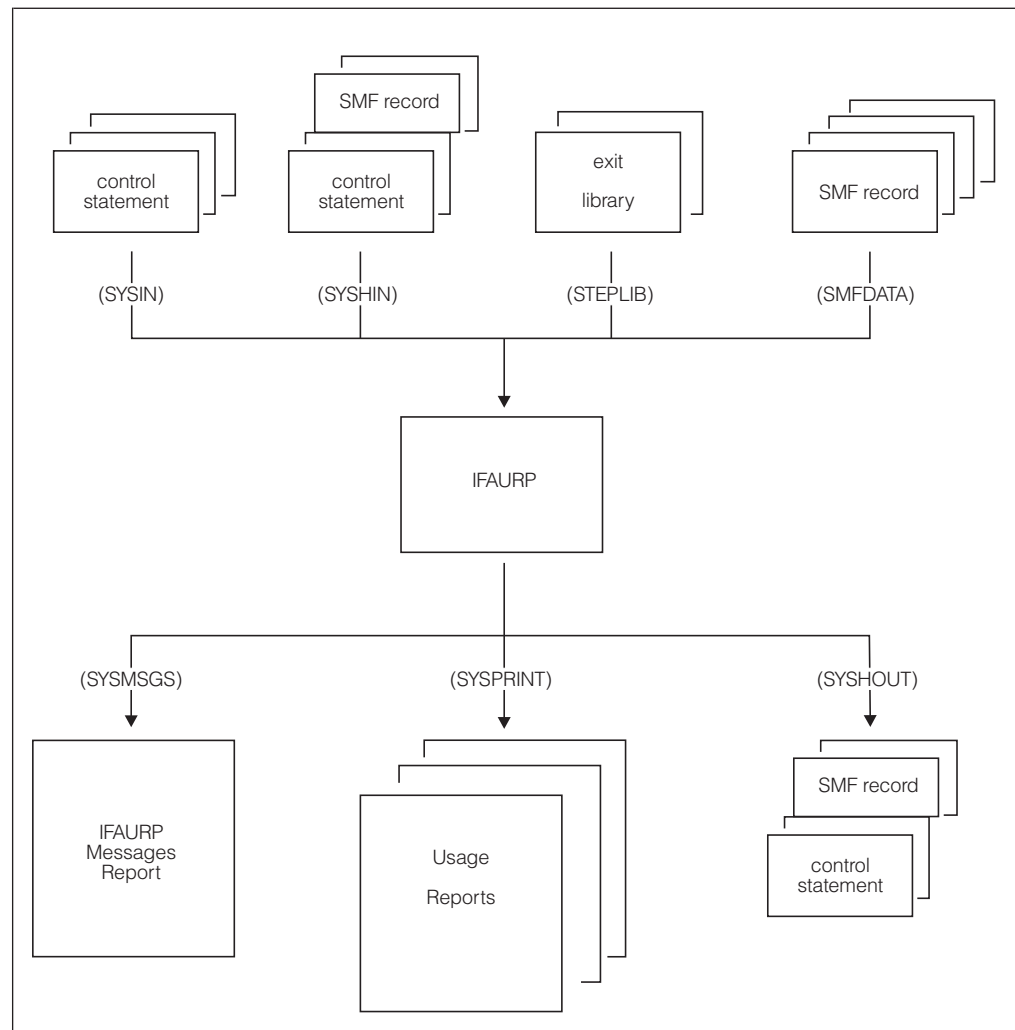 SMF record
control
statement
control
statement
exit
library
SMF record
(SYSIN)
(SYSHIN)
(STEPLIB)
(SMFDATA)
IFAURP
(SYSMSGS)
(SYSPRINT)
(SYSHOUT)
IFAURP
Messages
Report
Usage
Reports
SMF record
control
statement